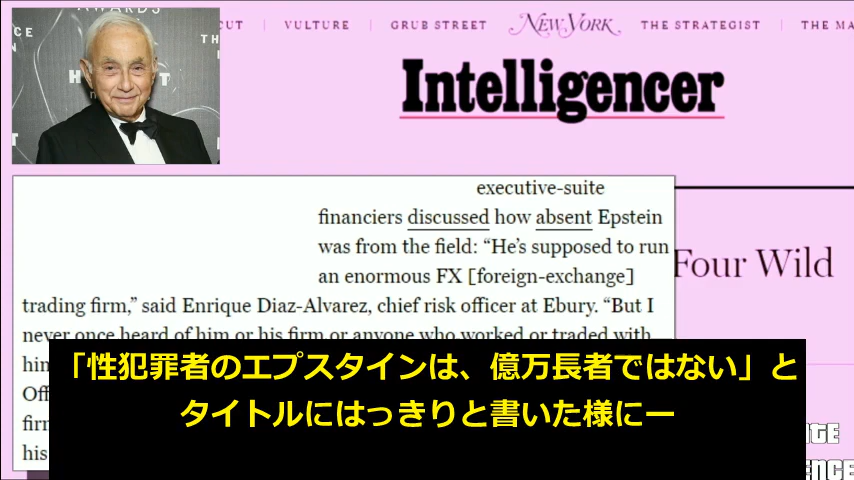 CUT | VULTURE | GRUB STREET NEW YORK THE STRATEGIST | THE MA
Intelligencer
executive-suite
financiers discussed how absent Epstein
was from the field: “He’s supposed to run
an enormous FX [foreign-exchange]
Four Wild
trading firm,” said Enrique Diaz-Alvarez, chief risk officer at Ebury. “But I
never once heard of him or his firm or anyone who worked or traded with
him
「性犯罪者のエプスタインは、億万長者ではない」と
タイトルにはっきりと書いた様にー
firm
his